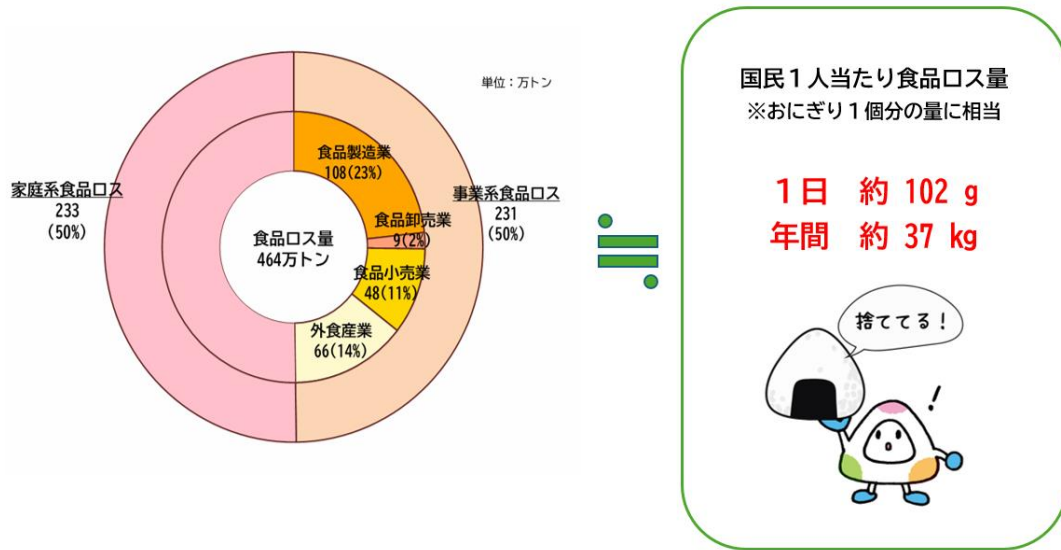 単位：万トン
食品製造業
108(23%)
家庭系食品ロス
233
(50%)
事業系食品ロス
231
(50%)
食品卸売業
9(2%)
食品ロス量
464万トン
食品小売業
48(11%)
外食産業
66(14%)
≒
国民１人当たり食品ロス量
※おにぎり１個分の量に相当
１日　約 102 g
年間　約 37 kg
捨ててる！
!